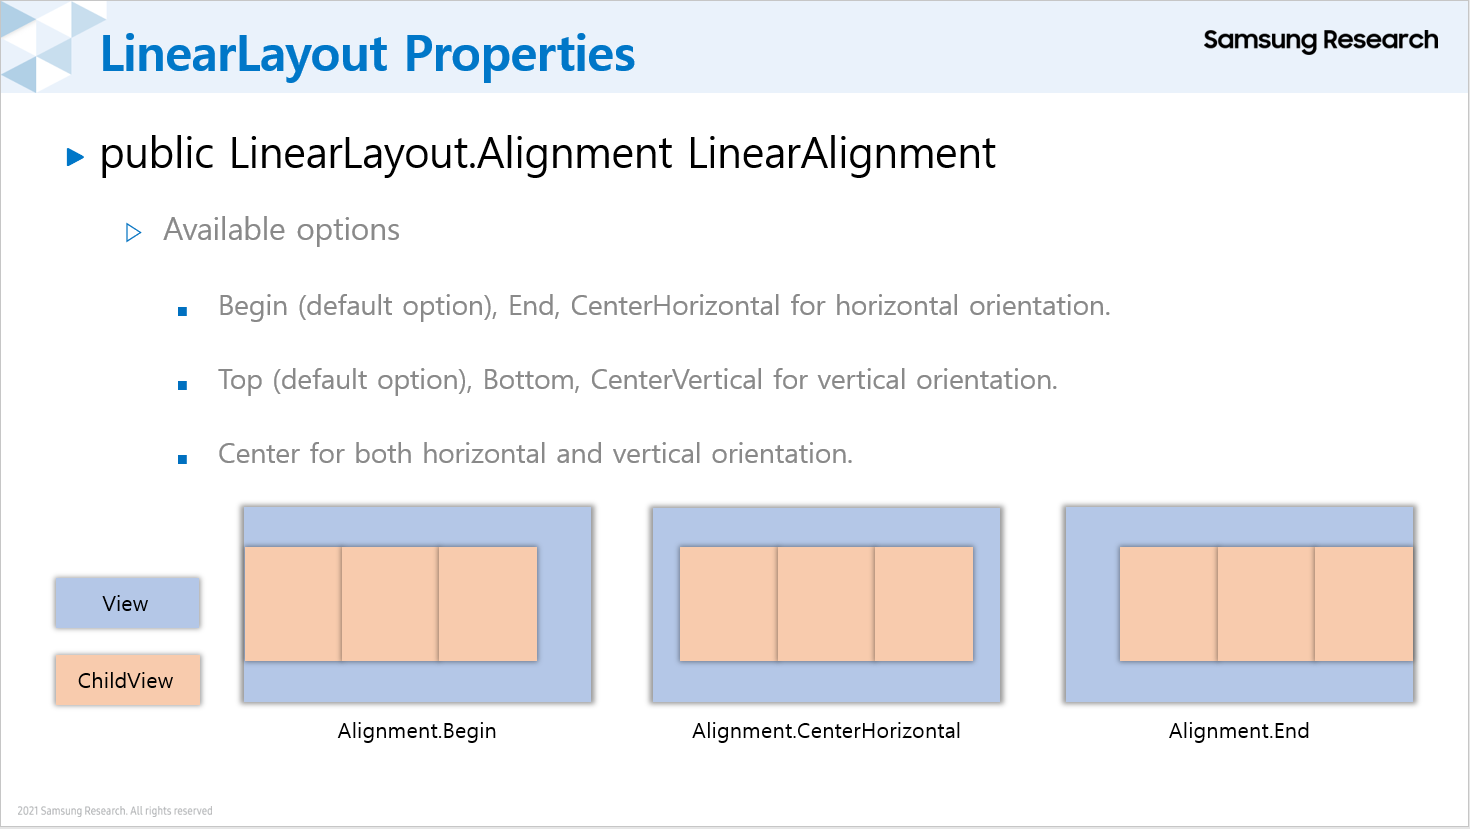 LinearLayout Properties
Samsung Research
public LinearLayout.Alignment LinearAlignment
Available options
Begin (default option), End, CenterHorizontal for horizontal orientation.
Top (default option), Bottom, CenterVertical for vertical orientation.
Center for both horizontal and vertical orientation.
View
ChildView
Alignment.Begin
Alignment.CenterHorizontal
Alignment.End
2021 Samsung Research. All rights reserved